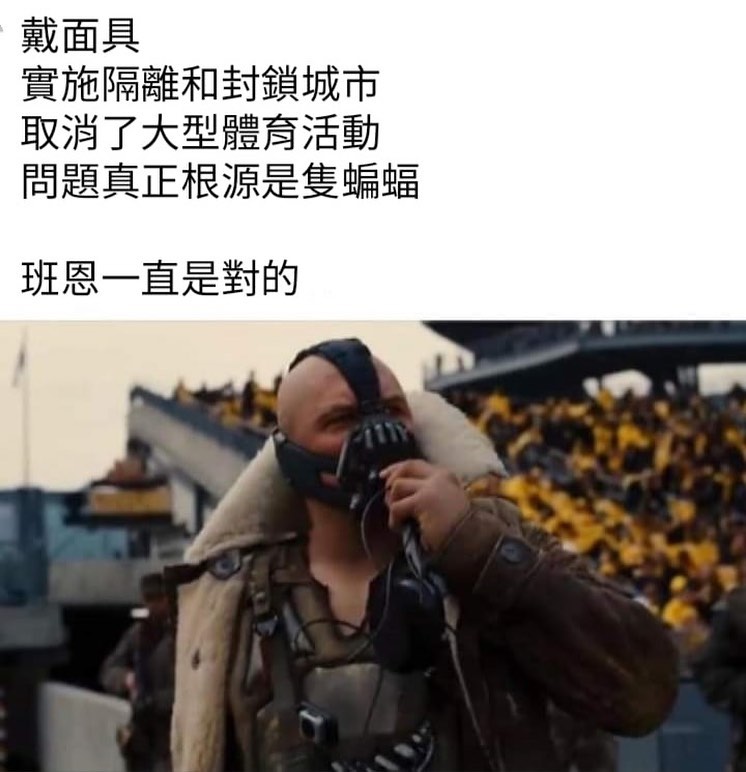 戴面具
實施隔離和封鎖城市
取消了大型體育活動
問題真正根源是隻蝙蝠
班恩一直是對的